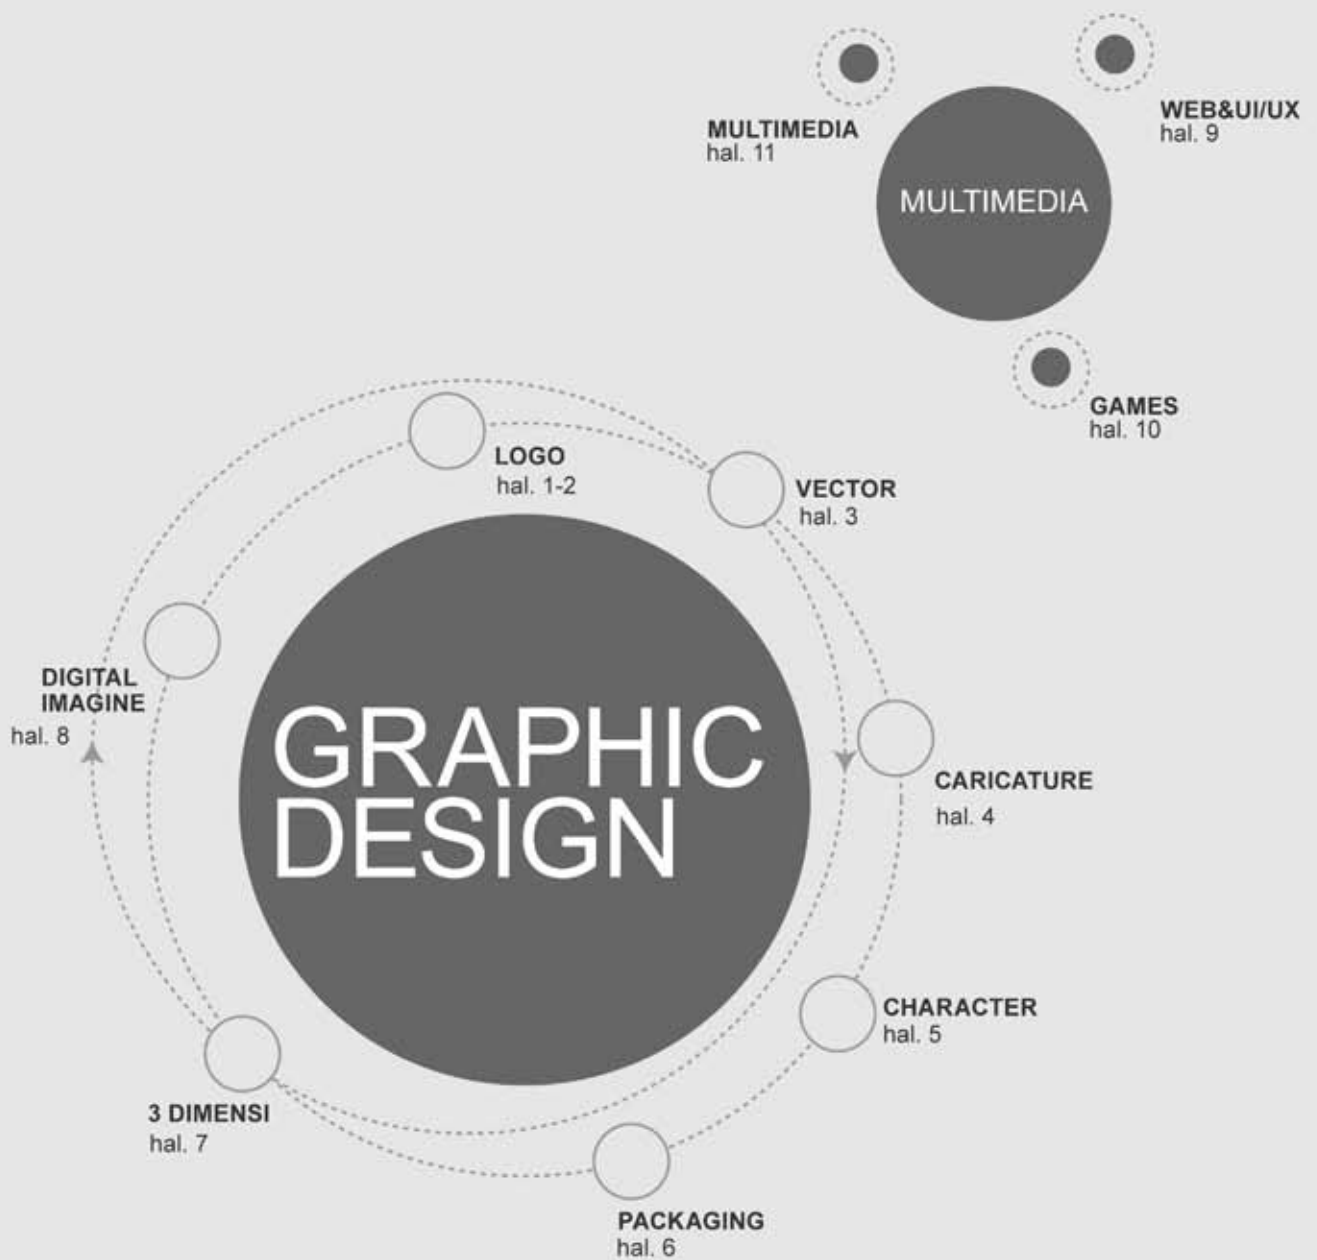 MULTIMEDIA
hal. 11
WEB&UI/UX
hal. 9
MULTIMEDIA
GAMES
hal. 10
LOGO
hal. 1-2
VECTOR
hal. 3
DIGITAL
IMAGINE
hal. 8
GRAPHIC
DESIGN
CARICATURE
hal. 4
CHARACTER
hal. 5
3 DIMENSI
hal. 7
PACKAGING
hal. 6